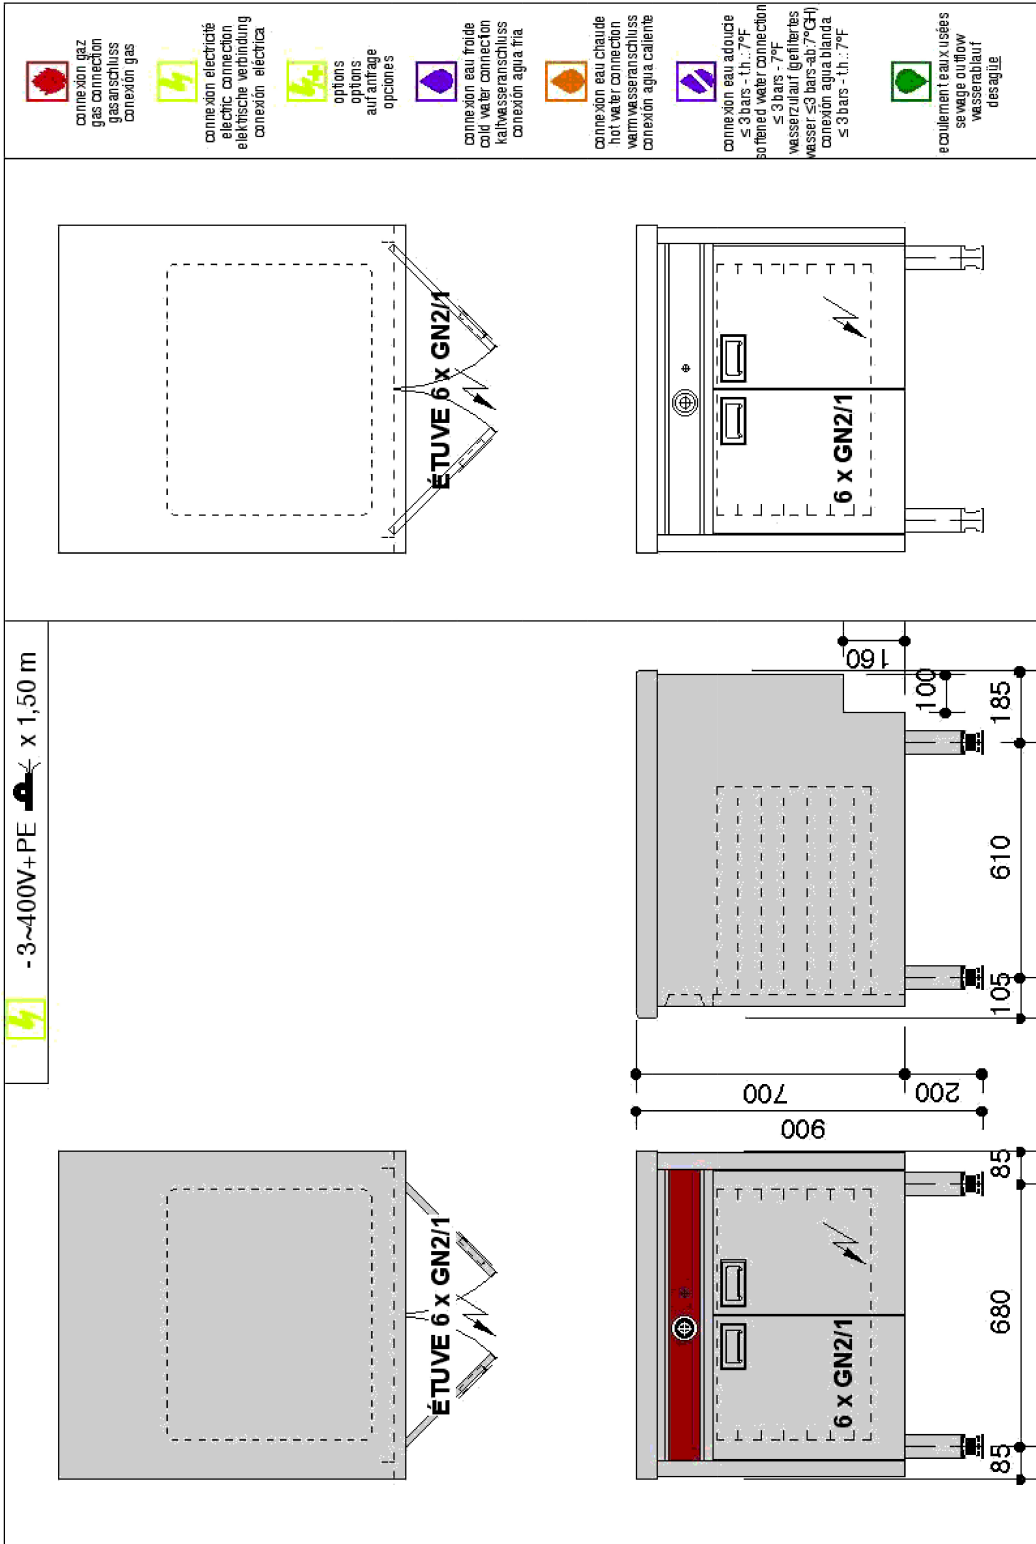 connexion gaz
gas connection
gasanschluss
conexión gas
connexion electricité
electric connection
elektrische verbindung
conexión eléctrica
options
options
auf anfrage
opciones
connexion eau froide
cold water connection
kaltwasseranschluss
conexión agua fria
connexion eau chaude
hot water connection
warmwasseranschluss
conexión agua caliente
connexion eau adoucie
≤ 3 bars - t.h.: 7°F
softened water connection
≤ 3 bars - 7°F
wasserzulauf (gefiltertes
wasser ≤3 bars-ab:7°GH)
conexión agua blanda
≤ 3 bars - t.h.: 7°F
ecoulement eaux usées
sewage outflow
wasserablauf
desagüe
ÉTUVE 6 x GN2/1
6 x GN2/1
- 3~400V+PE x 1,50 m
160
100
185
610
105
700
200
900
ÉTUVE 6 x GN2/1
6 x GN2/1
85
680
85